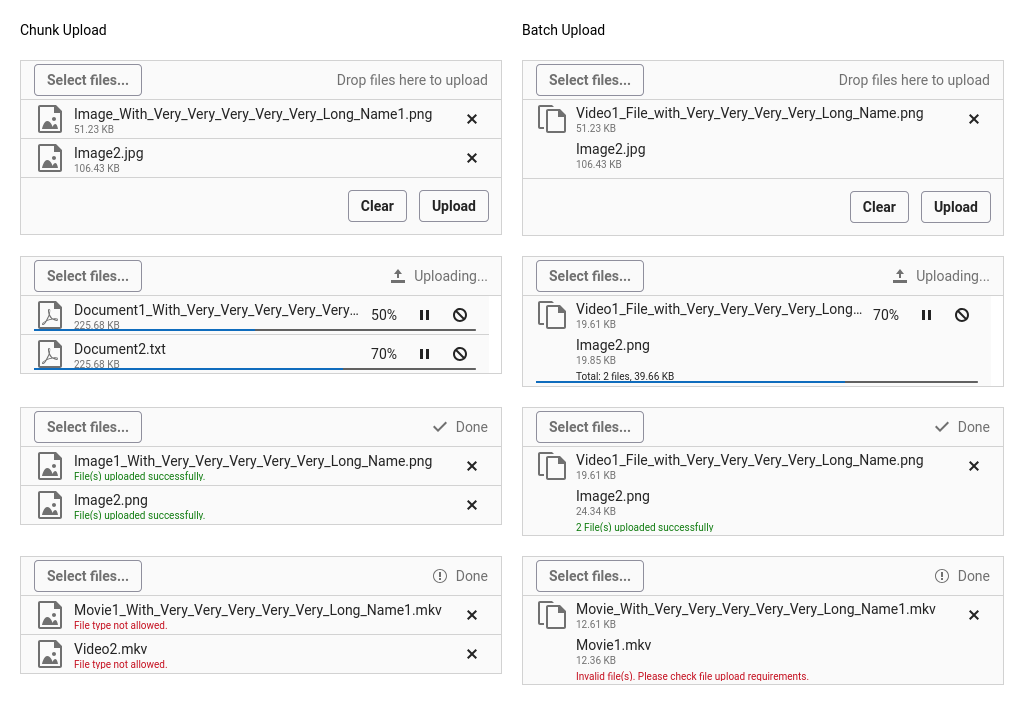 Chunk Upload
Select files...
Drop files here to upload
Image_With_Very_Very_Very_Very_Very_Long_Name1.png
51.23 KB
Image2.jpg
106.43 KB
Clear
Upload
Select files...
Uploading...
Document1_With_Very_Very_Very_Very_Very...
50%
225.68 KB
Document2.txt
70%
225.68 KB
Select files...
Done
Image1_With_Very_Very_Very_Very_Very_Long_Name.png
File(s) uploaded successfully.
Image2.png
File(s) uploaded successfully.
Select files...
Done
Movie1_With_Very_Very_Very_Very_Very_Long_Name1.mkv
File type not allowed.
Video2.mkv
File type not allowed.
Batch Upload
Select files...
Drop files here to upload
Video1_File_with_Very_Very_Very_Very_Long_Name.png
51.23 KB
Image2.jpg
106.43 KB
Clear
Upload
Select files...
Uploading...
Video1_File_with_Very_Very_Very_Very_Long...
70%
19.61 KB
Image2.png
19.85 KB
Total: 2 files, 39.66 KB
Select files...
Done
Video1_File_with_Very_Very_Very_Very_Long_Name.png
19.61 KB
Image2.png
24.34 KB
2 File(s) uploaded successfully
Select files...
Done
Movie_With_Very_Very_Very_Very_Very_Long_Name1.mkv
12.61 KB
Movie1.mkv
12.36 KB
Invalid file(s). Please check file upload requirements.